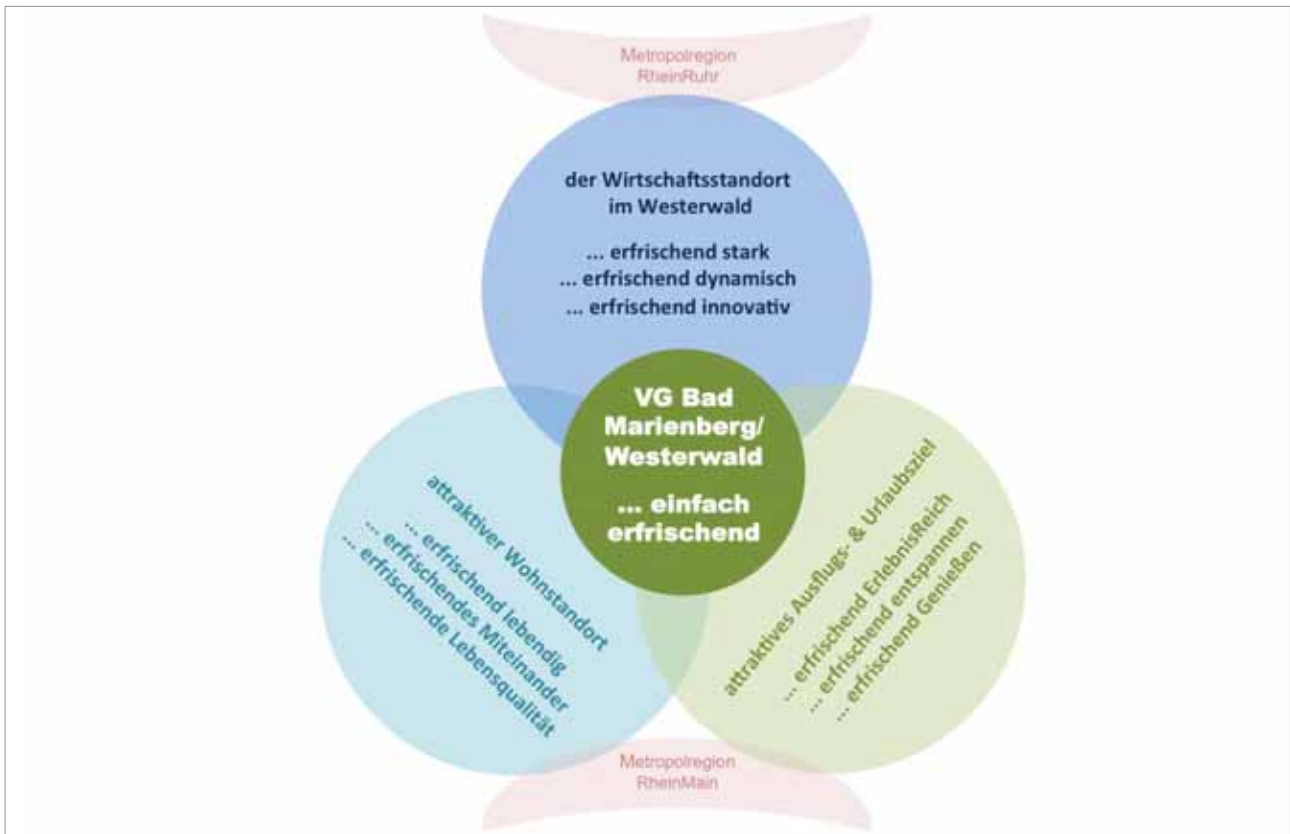 Metropolregion
RheinRuhr
der Wirtschaftsstandort
im Westerwald
... erfrischend stark
... erfrischend dynamisch
... erfrischend innovativ
VG Bad
Marienberg/
Westerwald
... einfach
erfrischend
attraktiver Wohnstandort
... erfrischend lebendig
... erfrischendes Miteinander
... erfrischende Lebensqualität
attraktives Ausflugs- & Urlaubsziel
... erfrischend ErlebnisReich
... erfrischend entspannen
... erfrischend Genießen
Metropolregion
RheinMain